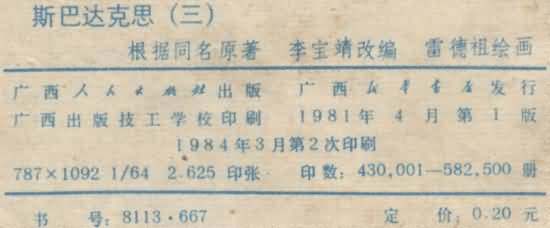 斯巴达克思（三）
根据同名原著 李宝靖改编 雷德祖绘画
广西人民出版社出版 广西新华书店发行
广西出版技工学校印刷 1981年4月第1版
1984年3月第2次印刷
787×1092 1/64 2.625印张 印数：430,001—582,500册
书号：8113·667 定价：0.20元